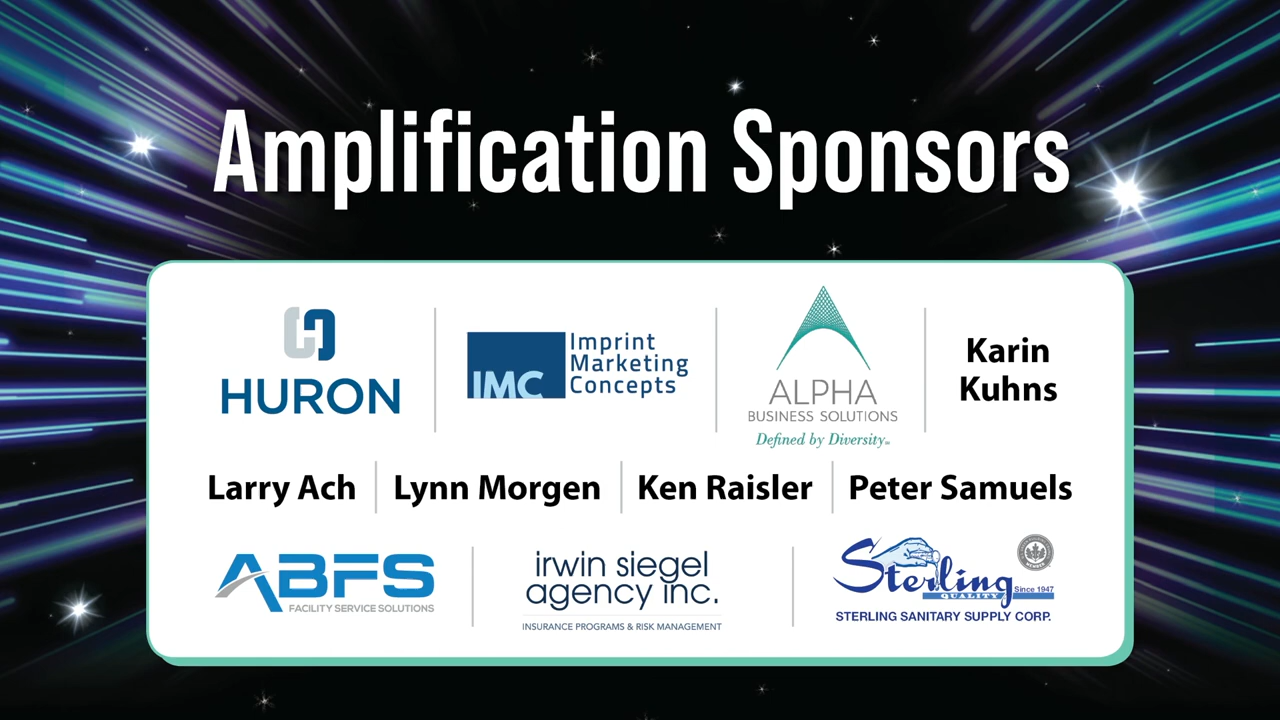 Amplification Sponsors
HURON
IMC
Imprint
Marketing
Concepts
ALPHA
BUSINESS SOLUTIONS
Defined by Diversity
Karin
Kuhns
Larry Ach
Lynn Morgen
Ken Raisler
Peter Samuels
ABFS
FACILITY SERVICE SOLUTIONS
irwin siegel
agency inc.
INSURANCE PROGRAMS & RISK MANAGEMENT
Sterling
QUALITY
Since 1947
STERLING SANITARY SUPPLY CORP.